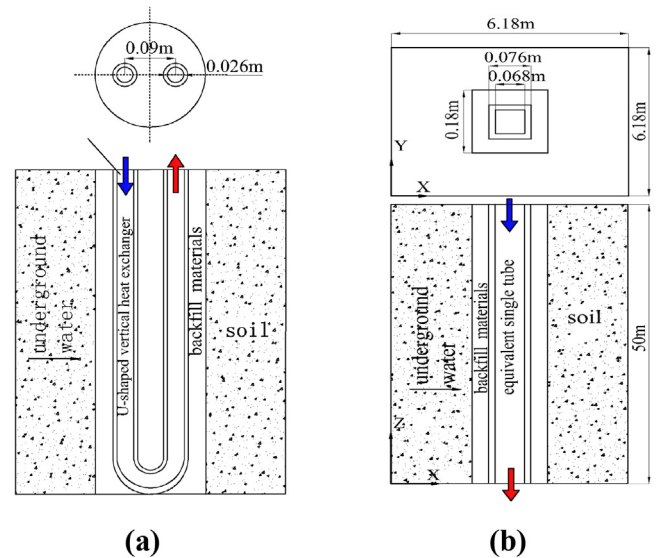 0.09m
0.026m
U-shaped vertical heat exchanger
backfill materials
underground
water
soil
(a)
6.18m
0.076m
0.068m
0.18m
6.18m
Y
X
underground
water
backfill materials
equivalent single tube
soil
50m
Z
X
(b)